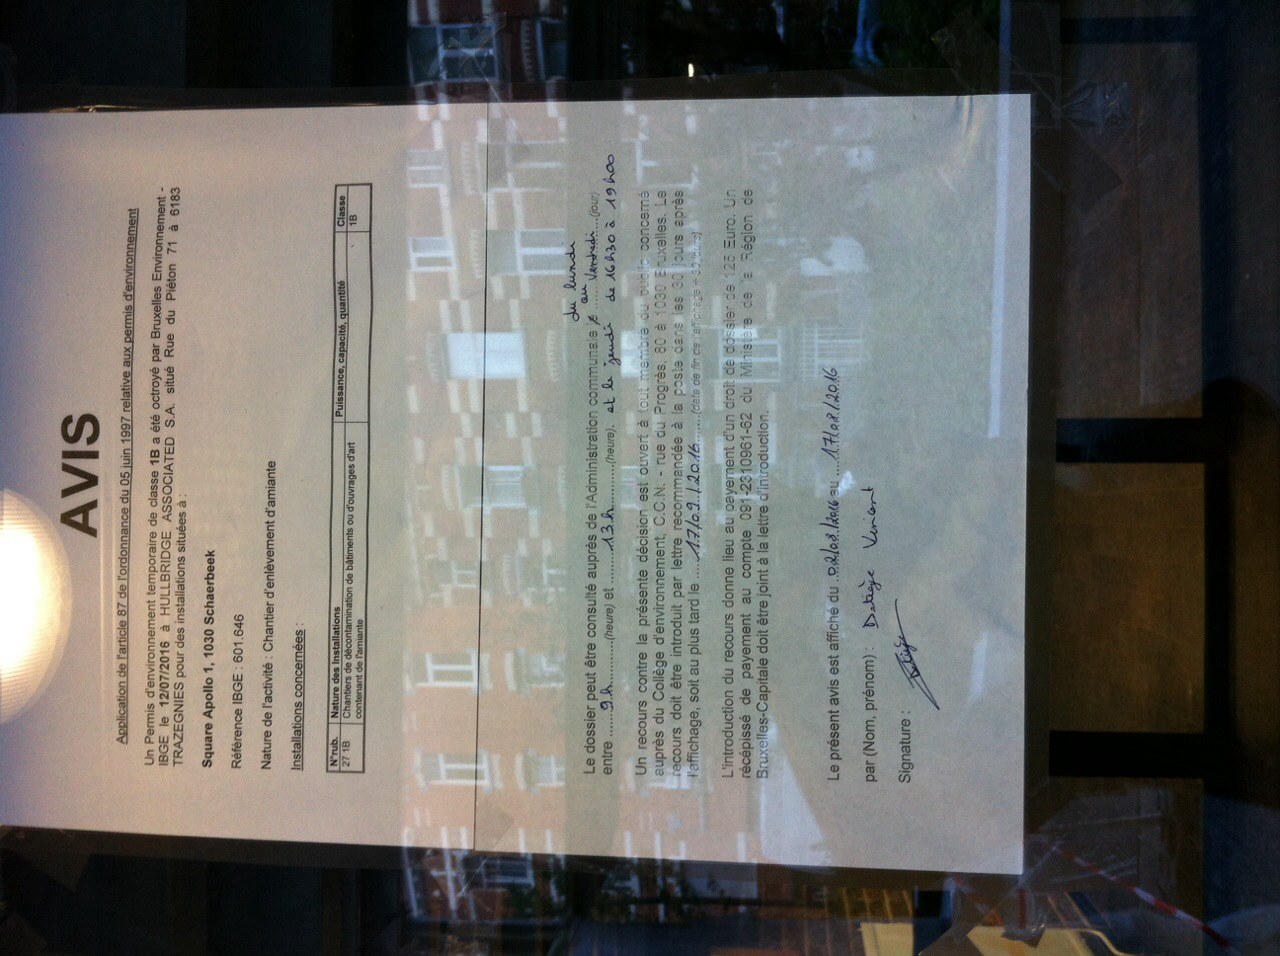 AVIS
Application de l'article 87 de l'ordonnance du 05 juin 1997 relative aux permis d'environnement
Un Permis d'environnement temporaire de classe 1B a été octroyé par Bruxelles Environnement -
IBGE le 12/07/2016 à HULLBRIDGE ASSOCIATED S.A. situé Rue du Piéton 71 à 6183
TRAZEGNIES pour des installations situées à :
Square Apollo 1, 1030 Schaerbeek
Référence IBGE : 601.646
Nature de l'activité : Chantier d'enlèvement d'amiante
Installations concernées :
N°rub. Nature des Installations Puissance, capacité, quantité Classe
27 1B Chantiers de décontamination de bâtiments ou d'ouvrages d'art 1B
contenant de l'amiante
du lundi
au
Le dossier peut être consulté auprès de l'Administration communale ...... Vendredi ....(jour)
entre ......9h..........(heure) et ........13h..........(heure). et le jeudi de 16h30 à 19h00
Un recours contre la présente décision est ouvert à tout membre du public concerné
auprès du Collège d'environnement, C.C.N. - rue du Progrès, 80 à 1030 Bruxelles. Le
recours doit être introduit par lettre recommandée à la poste dans les 30 jours après
l'affichage, soit au plus tard le .....17/09./2016.......(date de fin de l'affichage + 30 jours)
L'introduction du recours donne lieu au payement d'un droit de dossier de 125 Euro. Un
récépissé de payement au compte 091-2310961-62 du Ministère de la Région de
Bruxelles-Capitale doit être joint à la lettre d'introduction.
Le présent avis est affiché du .02/08/2016 au ....17/08./2016
par (Nom, prénom) : Vincent
Signature :